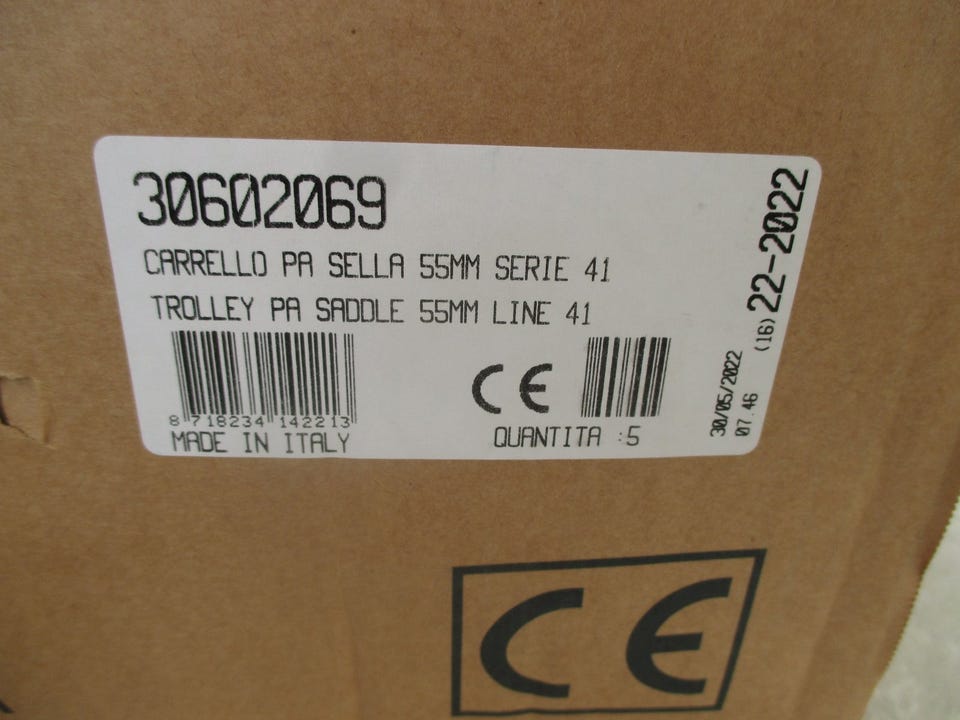 30602069
CARRELLO PA SELLA 55MM SERIE 41
TROLLEY PA SADDLE 55MM LINE 41
8 718234 142213
MADE IN ITALY
CE
QUANTITA :5
30/05/2022
07.46
(16) 22-2022
CE